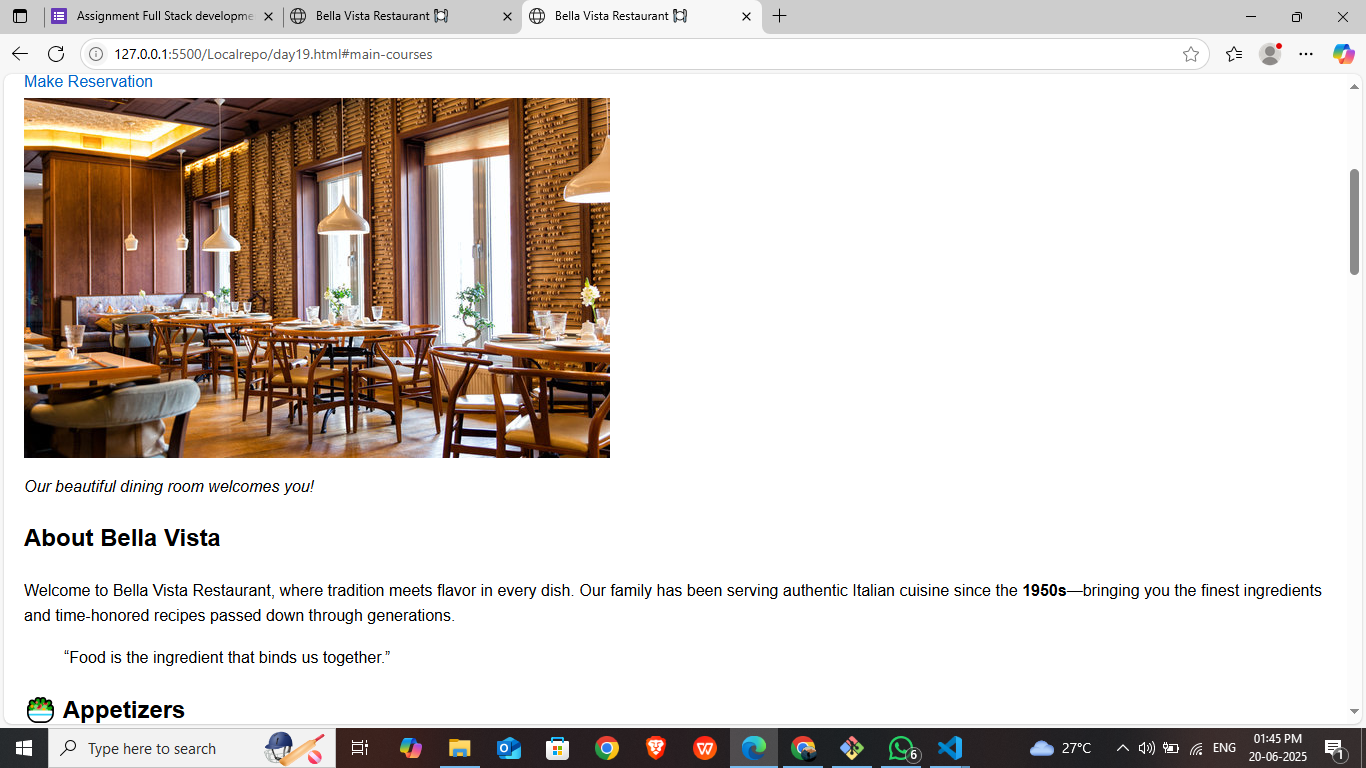 Assignment Full Stack developme
Bella Vista Restaurant 🍽️
Bella Vista Restaurant 🍽️
127.0.0.1:5500/Localrepo/day19.html#main-courses
Make Reservation
Our beautiful dining room welcomes you!
About Bella Vista
Welcome to Bella Vista Restaurant, where tradition meets flavor in every dish. Our family has been serving authentic Italian cuisine since the 1950s—bringing you the finest ingredients
and time-honored recipes passed down through generations.
“Food is the ingredient that binds us together.”
🥗 Appetizers
Type here to search
6
27°C
ENG
01:45 PM
20-06-2025
1